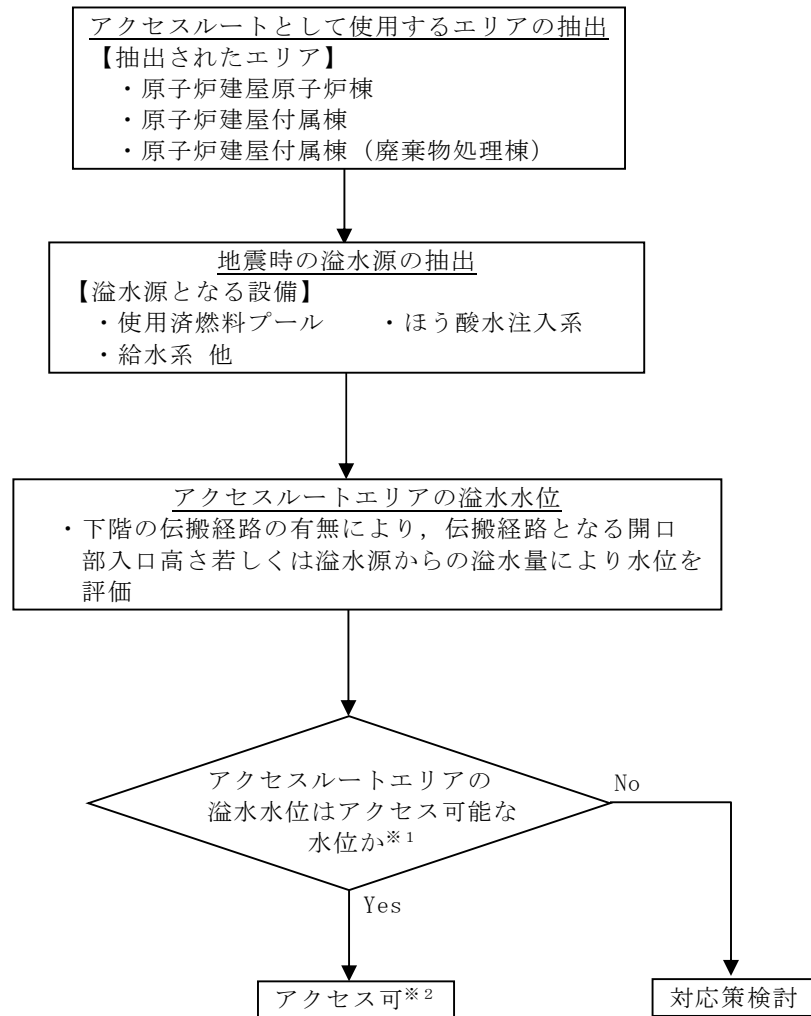 アクセスルートとして使用するエリアの抽出
【抽出されたエリア】
・原子炉建屋原子炉棟
・原子炉建屋付属棟
・原子炉建屋付属棟（廃棄物処理棟）
地震時の溢水源の抽出
【溢水源となる設備】
・使用済燃料プール　　・ほう酸水注入系
・給水系 他
アクセスルートエリアの溢水水位
・下階の伝搬経路の有無により，伝搬経路となる開口
部入口高さ若しくは溢水源からの溢水量により水位を
評価
アクセスルートエリアの
溢水水位はアクセス可能な
水位か※１
No
Yes
アクセス可※２
対応策検討